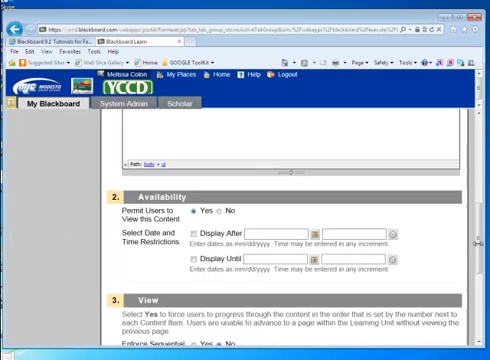 Skype
Blackboard 9.1 Tutorials for Fa...
Blackboard Learn
File Edit View Favorites Tools Help
Suggested Sites
Web Slice Gallery
Home
GOOGLE ToolKit
Page Safety Tools
Melissa Colon My Places Home Help Logout
MODESTO
YCCD
My Blackboard System Admin Scholar
Path: body » ul
2. Availability
Permit Users to View this Content
Yes No
Select Date and Time Restrictions
Display After
Enter dates as mm/dd/yyyy. Time may be entered in any increment.
Display Until
Enter dates as mm/dd/yyyy. Time may be entered in any increment.
3. View
Select Yes to force users to progress through the content in the order that is set by the number next to
each Content Item. Users are unable to advance to a page within the Learning Unit without viewing the
previous page.
Enforce Sequential Yes No